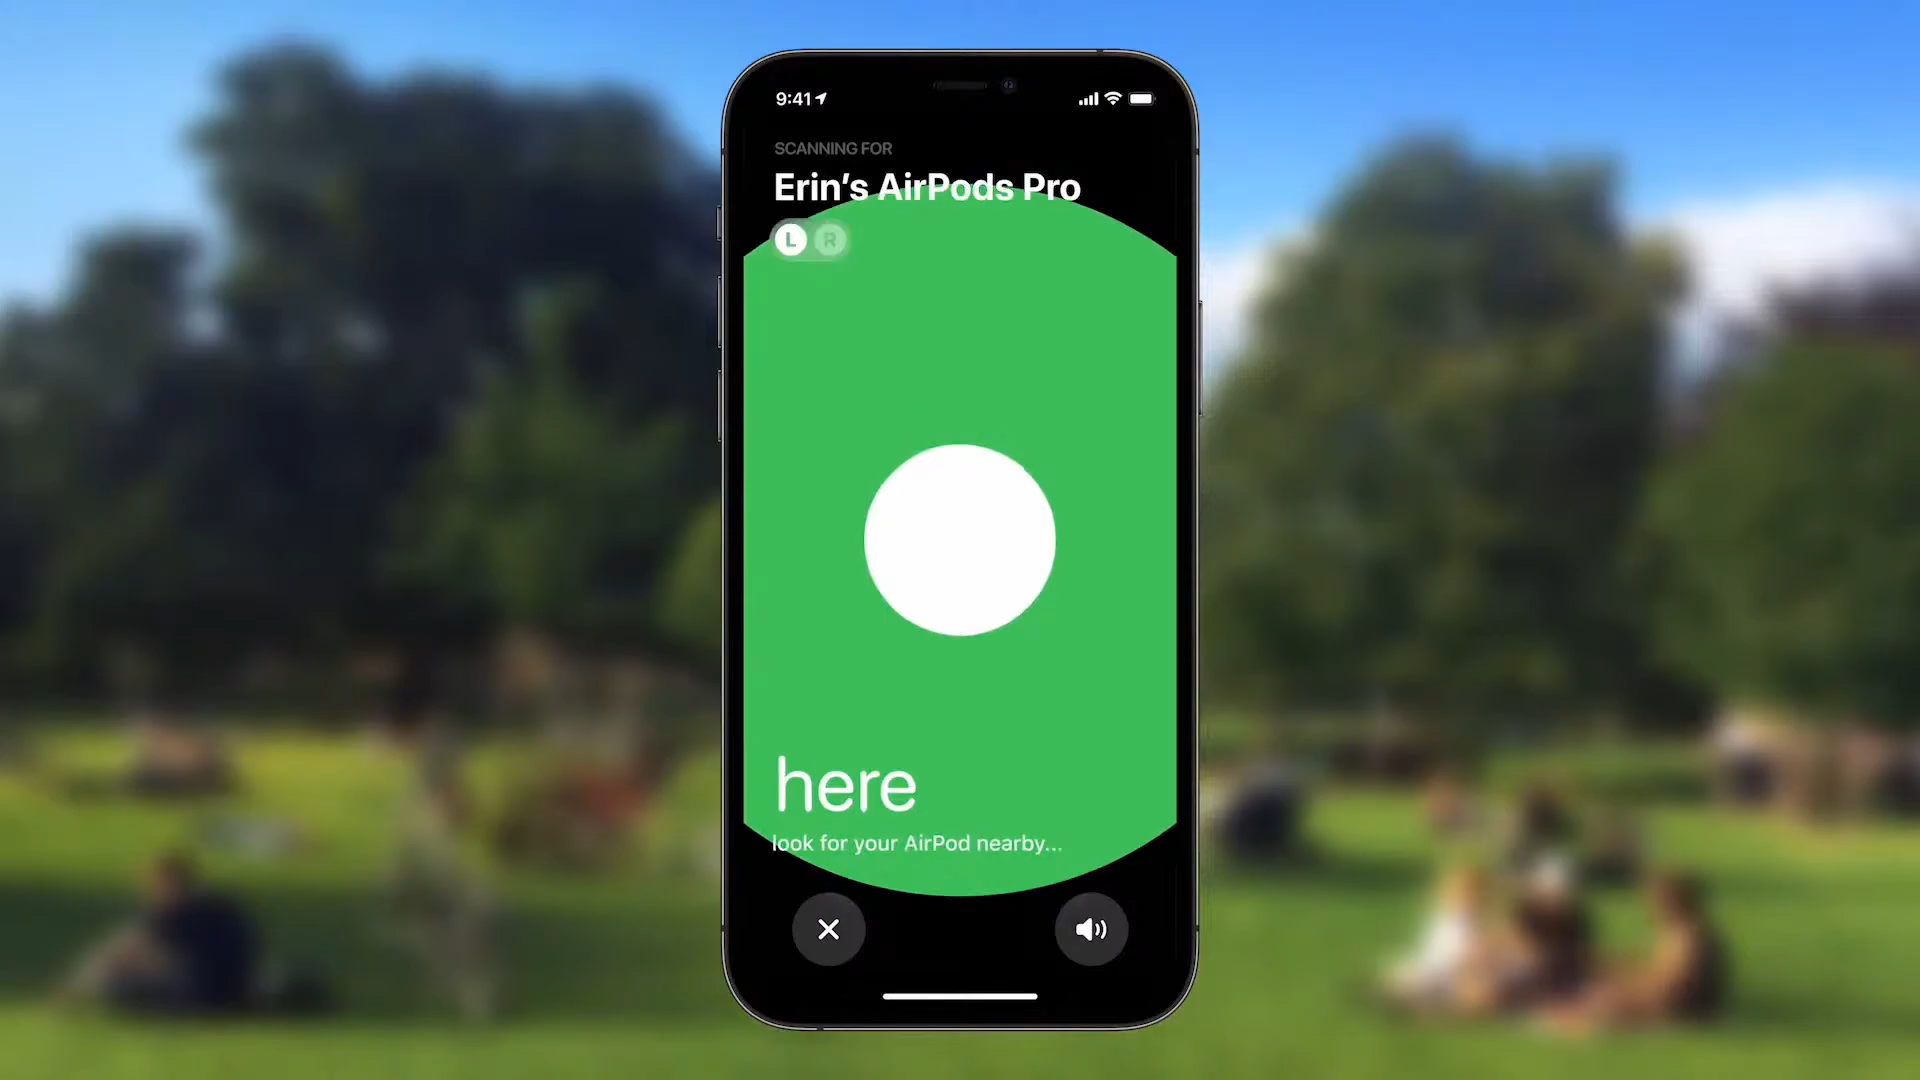 9:41
SCANNING FOR
Erin’s AirPods Pro
L R
here
look for your AirPod nearby...